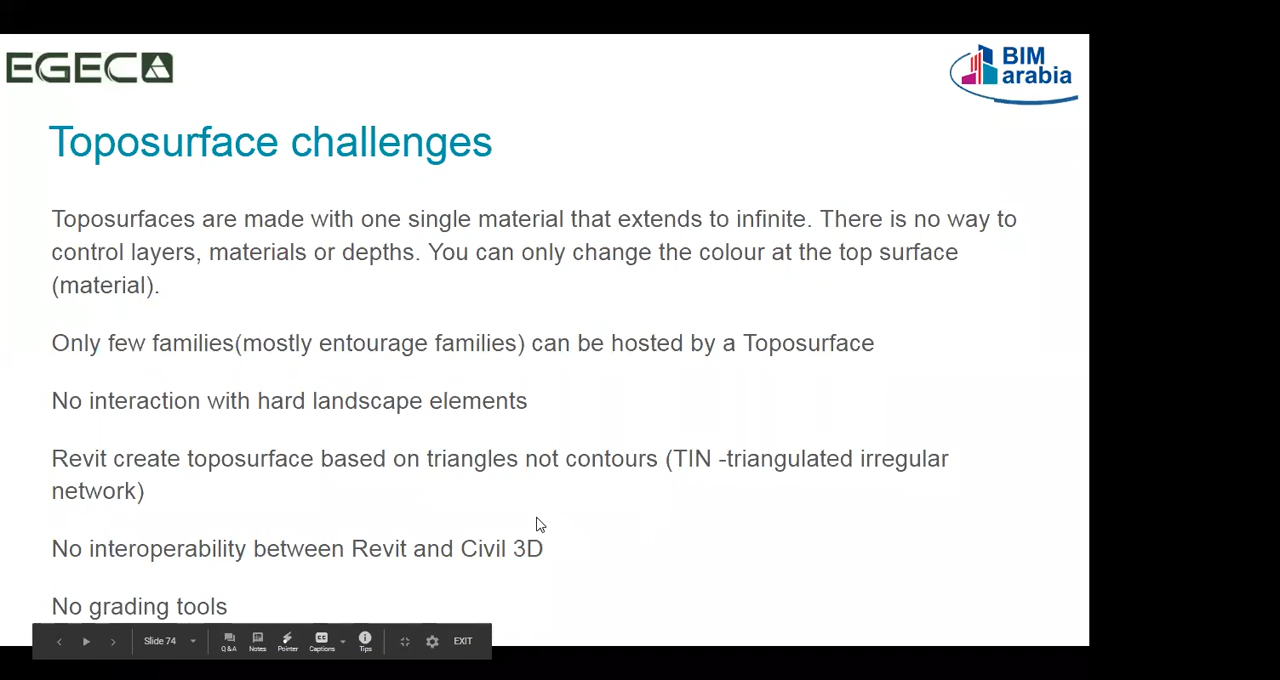 EGECA
BIM
arabia
Toposurface challenges
Toposurfaces are made with one single material that extends to infinite. There is no way to
control layers, materials or depths. You can only change the colour at the top surface
(material).
Only few families(mostly entourage families) can be hosted by a Toposurface
No interaction with hard landscape elements
Revit create toposurface based on triangles not contours (TIN -triangulated irregular
network)
No interoperability between Revit and Civil 3D
No grading tools
Slide 74
Q&A
Notes
Pointer
Captions
Tips
EXIT